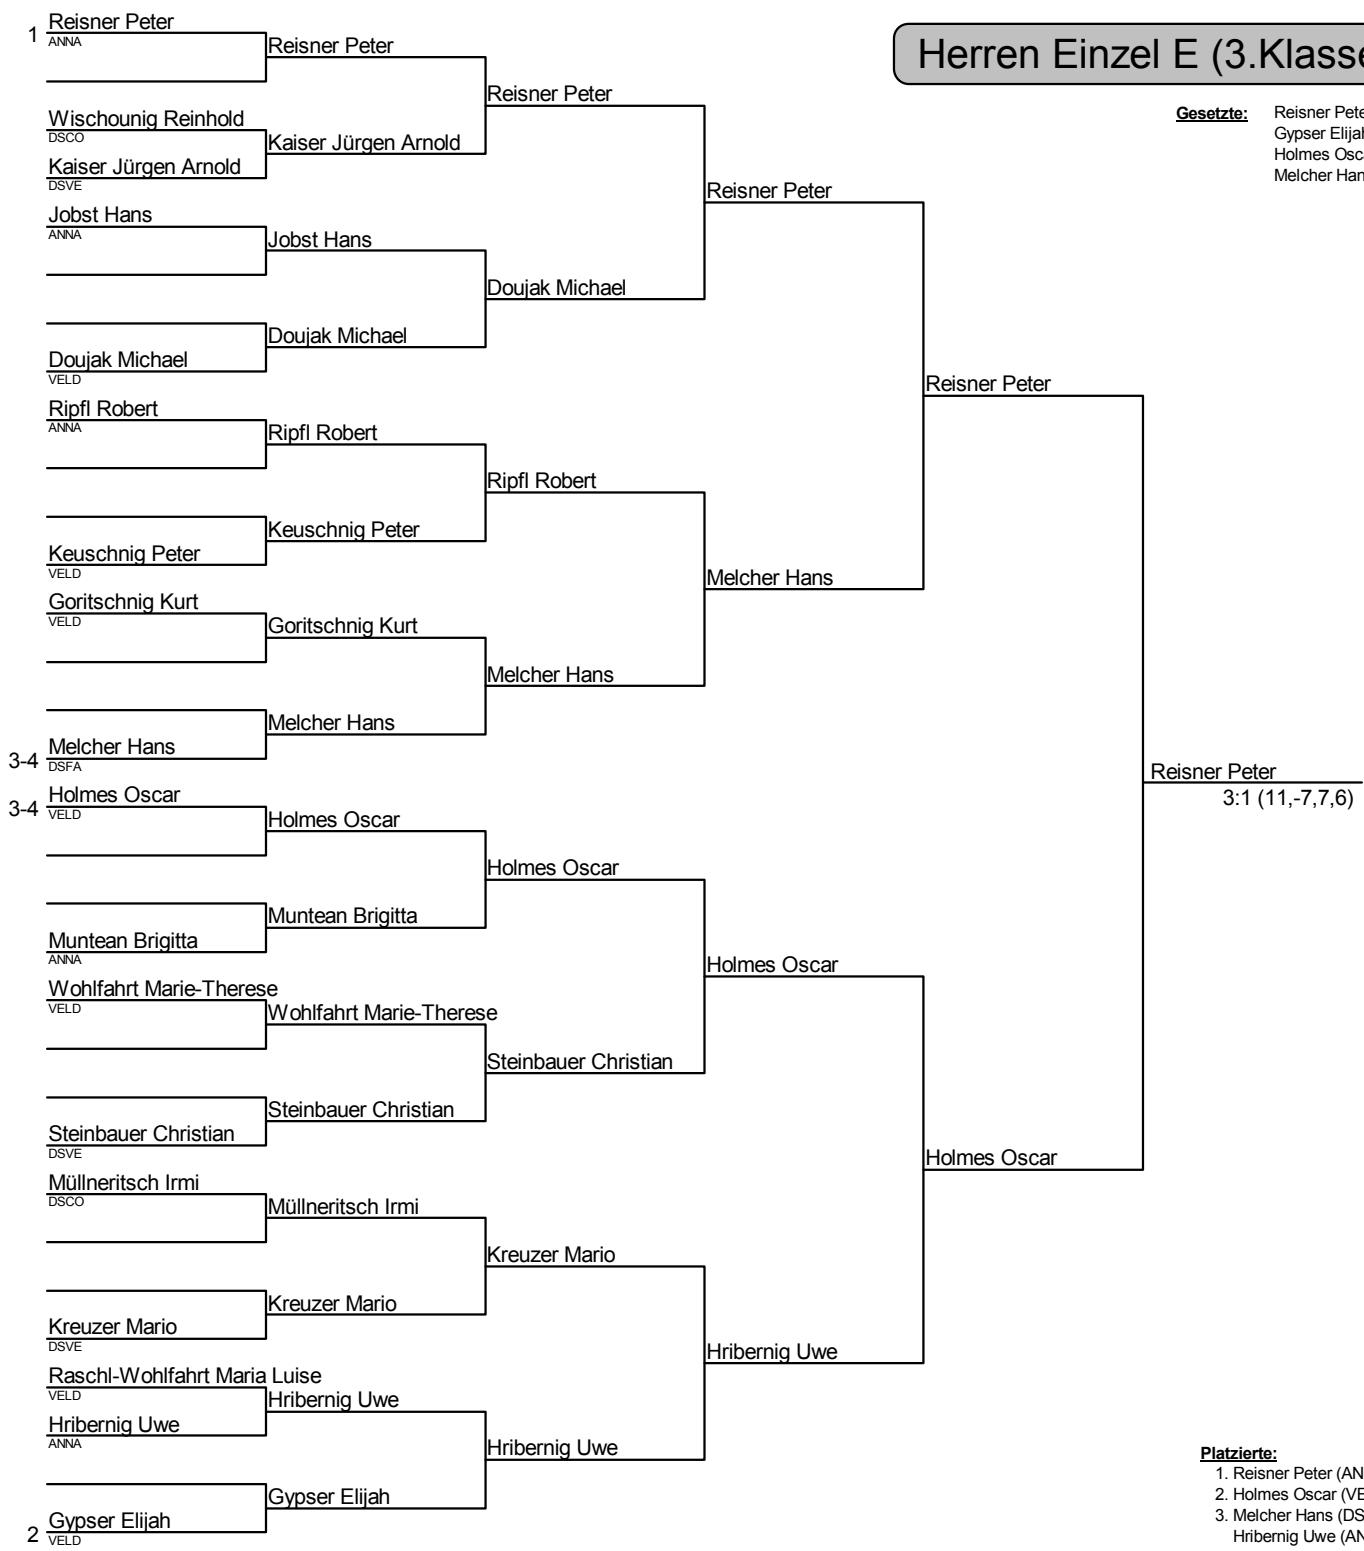 Herren Einzel E (3.Klasse
Gesetzte:
Reisner Pete
Gypser Elijah
Holmes Osca
Melcher Han
1 Reisner Peter
ANNA
Wischounig Reinhold
DSCO
Kaiser Jürgen Arnold
DSVE
Jobst Hans
ANNA
Doujak Michael
VELD
Ripfl Robert
ANNA
Keuschnig Peter
VELD
Goritschnig Kurt
VELD
3-4 Melcher Hans
DSFA
3-4 Holmes Oscar
VELD
Muntean Brigitta
ANNA
Wohlfahrt Marie-Therese
VELD
Steinbauer Christian
DSVE
Müllneritsch Irmi
DSCO
Kreuzer Mario
DSVE
Raschl-Wohlfahrt Maria Luise
VELD
Hribernig Uwe
ANNA
2 Gypser Elijah
VELD
Reisner Peter
Kaiser Jürgen Arnold
Jobst Hans
Doujak Michael
Ripfl Robert
Keuschnig Peter
Goritschnig Kurt
Melcher Hans
Holmes Oscar
Muntean Brigitta
Wohlfahrt Marie-Therese
Steinbauer Christian
Müllneritsch Irmi
Kreuzer Mario
Hribernig Uwe
Gypser Elijah
Reisner Peter
Doujak Michael
Ripfl Robert
Melcher Hans
Holmes Oscar
Steinbauer Christian
Kreuzer Mario
Hribernig Uwe
Reisner Peter
Melcher Hans
Holmes Oscar
Hribernig Uwe
Reisner Peter
Holmes Oscar
Reisner Peter
3:1 (11,-7,7,6)
Platzierte:
1. Reisner Peter (AN
2. Holmes Oscar (VE
3. Melcher Hans (DS
Hribernig Uwe (AN